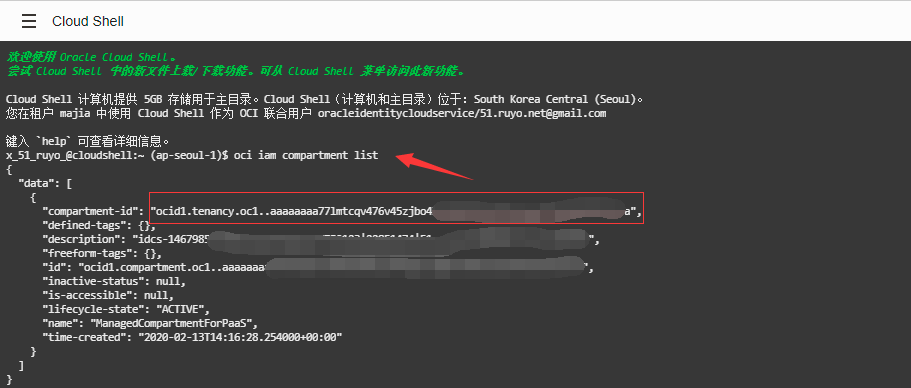 Cloud Shell
欢迎使用 Oracle Cloud Shell。
尝试 Cloud Shell 中的新文件上载/下载功能。可从 Cloud Shell 菜单访问此新功能。
Cloud Shell 计算机提供 5GB 存储用于主目录。Cloud Shell（计算机和主目录）位于: South Korea Central (Seoul)。
您在租户 majia 中使用 Cloud Shell 作为 OCI 联合用户 oracleidentitycloudservice/51.ruyo.net@gmail.com
键入 `help` 可查看详细信息。
x_51_ruyo_@cloudshell:~ (ap-seoul-1)$ oci iam compartment list
{
"data": [
{
"compartment-id": "ocid1.tenancy.oc1..aaaaaaaa77lmtcqv476v45zjbo4 a",
"defined-tags": {},
"description": "idcs-1467985 ",
"freeform-tags": {},
"id": "ocid1.compartment.oc1..aaaaaaaa ",
"inactive-status": null,
"is-accessible": null,
"lifecycle-state": "ACTIVE",
"name": "ManagedCompartmentForPaaS",
"time-created": "2020-02-13T14:16:28.254000+00:00"
}
]
}